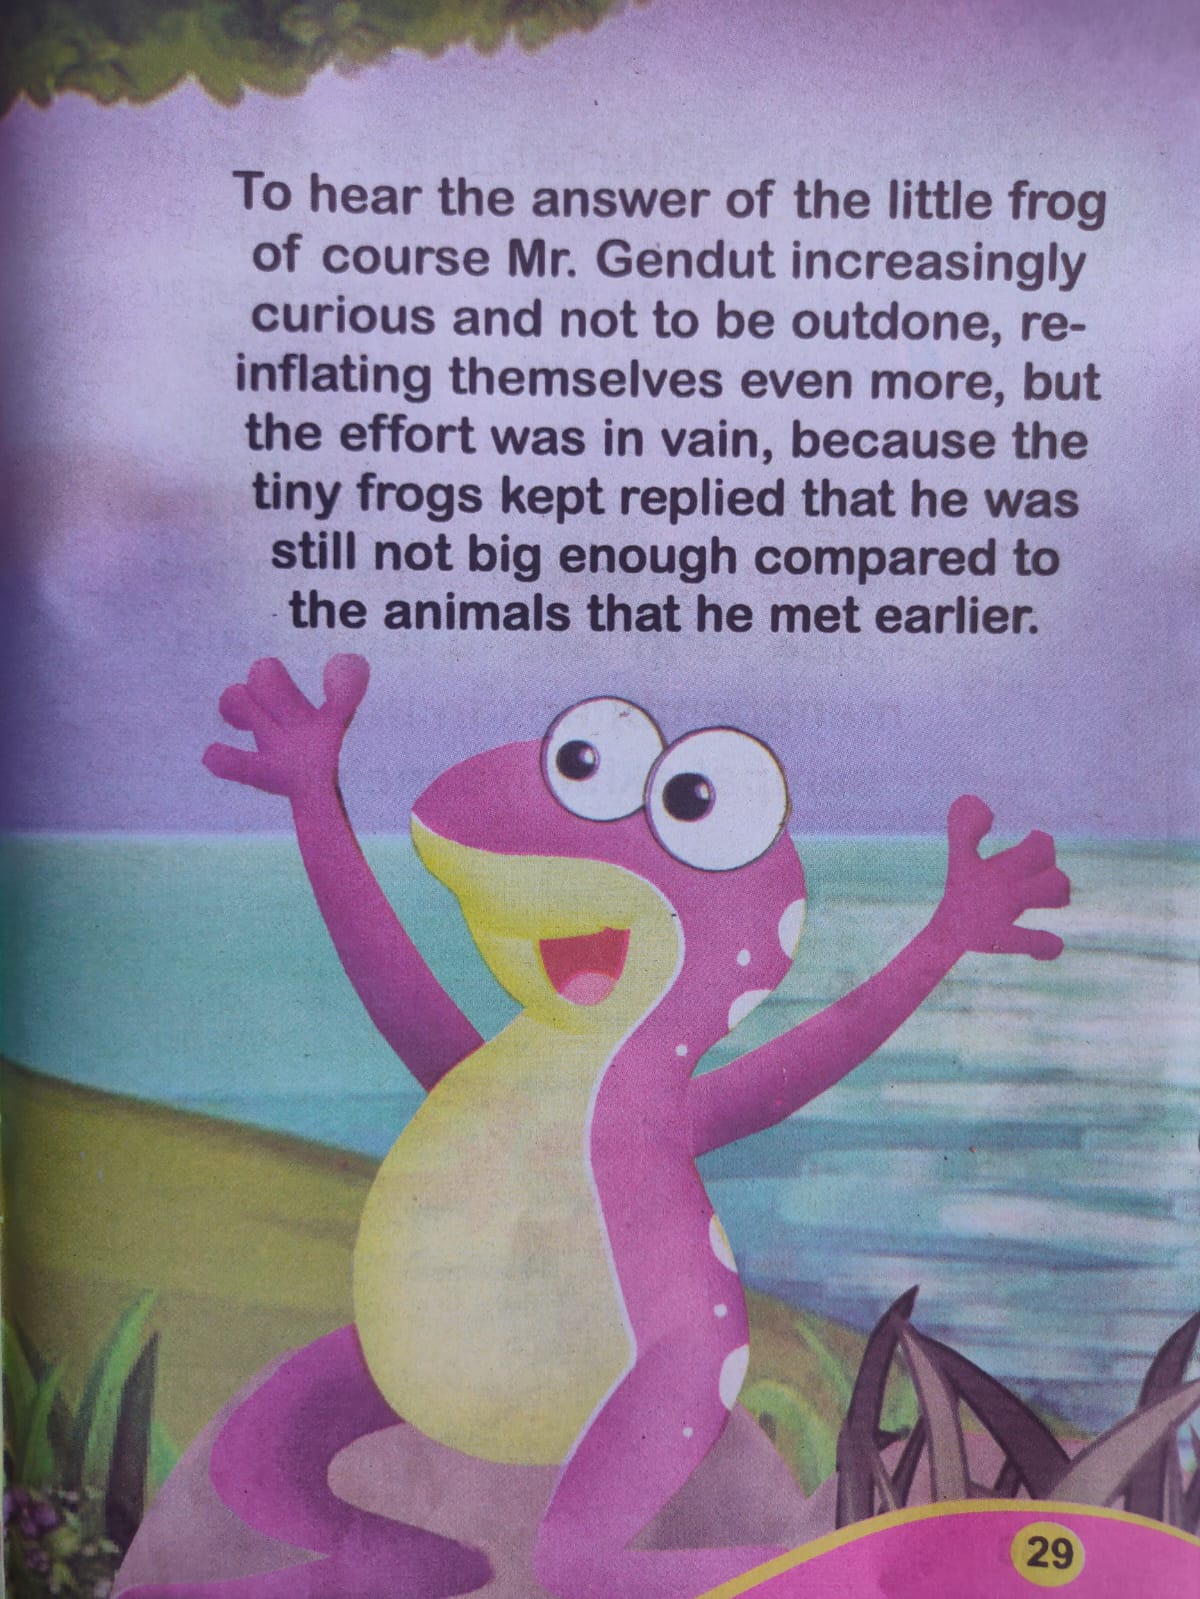 To hear the answer of the little frog
of course Mr. Gendut increasingly
curious and not to be outdone, re-
inflating themselves even more, but
the effort was in vain, because the
tiny frogs kept replied that he was
still not big enough compared to
the animals that he met earlier.
29